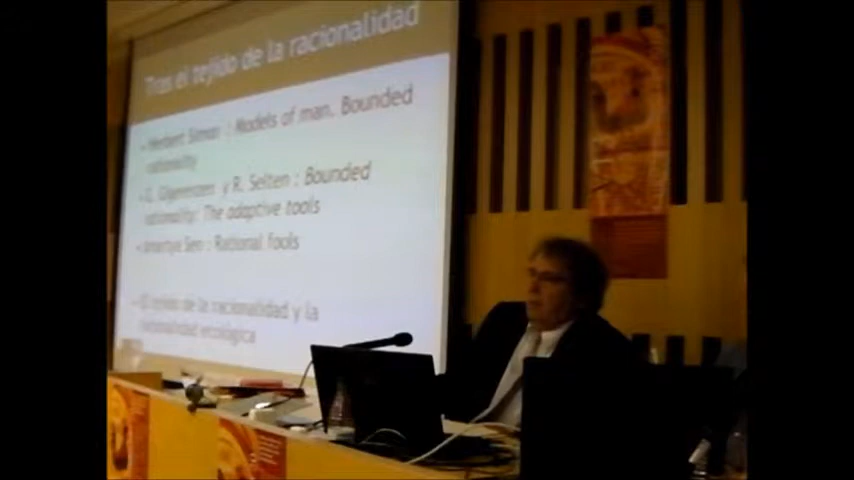 Tras el tejido de la racionalidad
- Herbert Simon : Models of man. Bounded
rationality
- G. Gigerenzen y R. Selten : Bounded
rationality: The adaptive tools
- Amartya Sen : Rational fools
- El tejido de la racionalidad y la
racionalidad ecológica